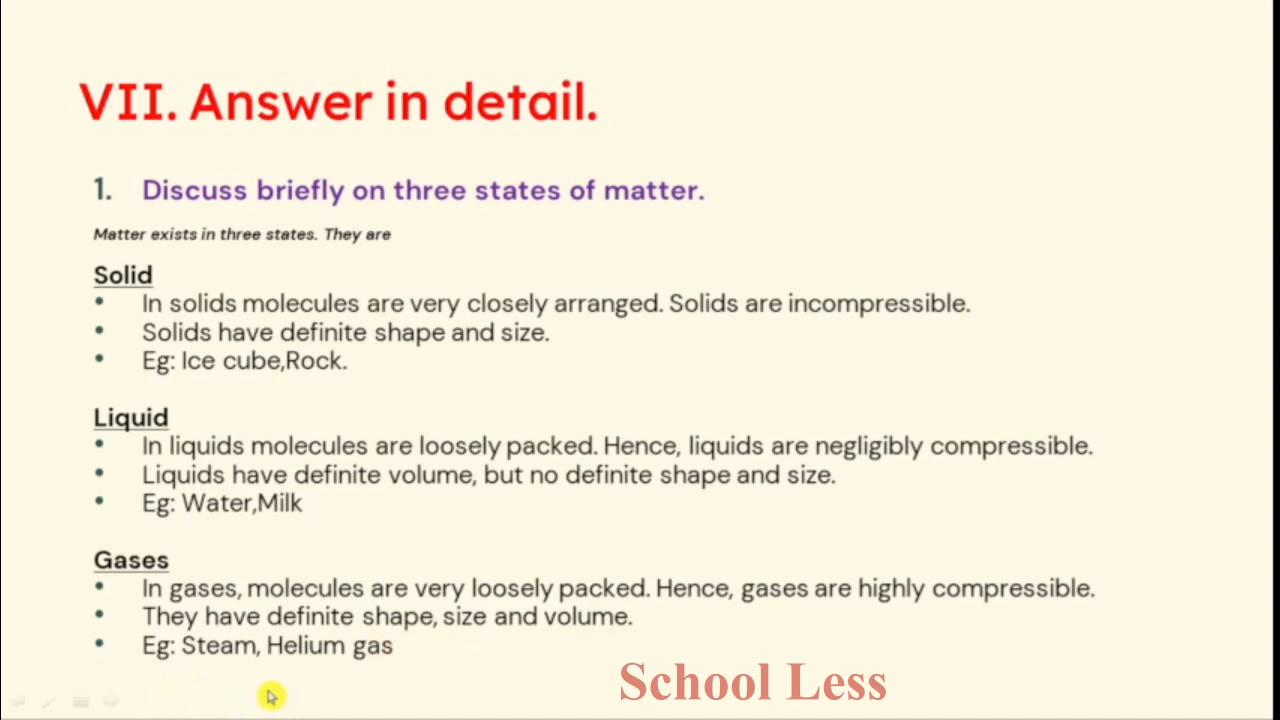 VII. Answer in detail.
1. Discuss briefly on three states of matter.
Matter exists in three states. They are
Solid
• In solids molecules are very closely arranged. Solids are incompressible.
• Solids have definite shape and size.
• Eg: Ice cube,Rock.
Liquid
• In liquids molecules are loosely packed. Hence, liquids are negligibly compressible.
• Liquids have definite volume, but no definite shape and size.
• Eg: Water,Milk
Gases
• In gases, molecules are very loosely packed. Hence, gases are highly compressible.
• They have definite shape, size and volume.
• Eg: Steam, Helium gas
School Less